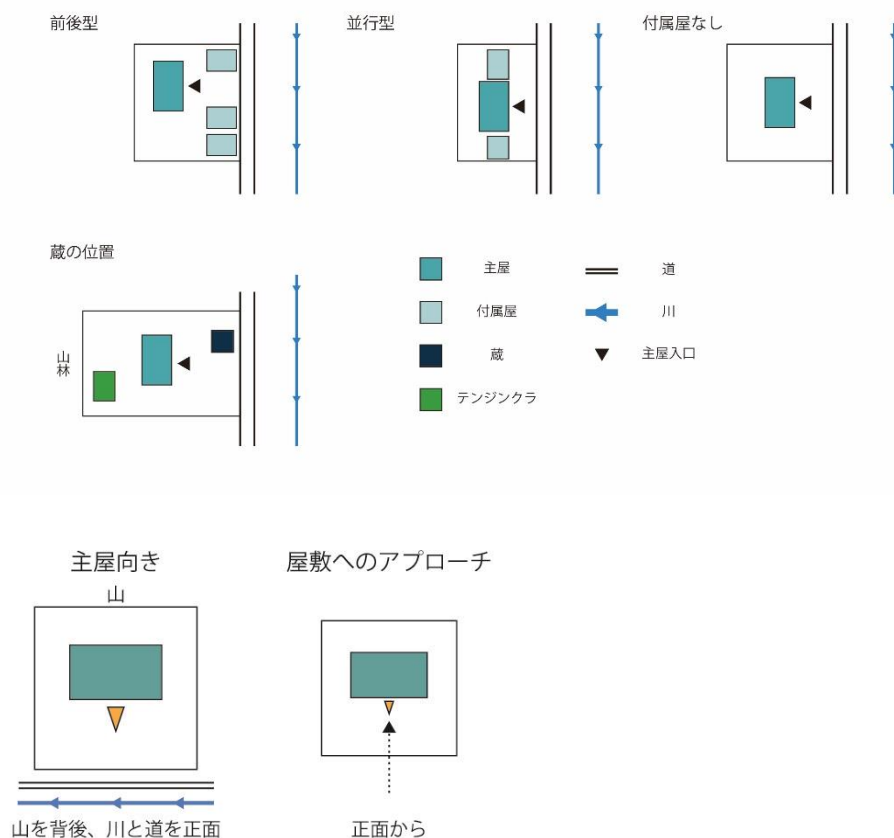 前後型
並行型
付属屋なし
蔵の位置
山林
主屋
付属屋
蔵
テンジンクラ
道
川
主屋入口
主屋向き
山
山を背後、川と道を正面
屋敷へのアプローチ
正面から